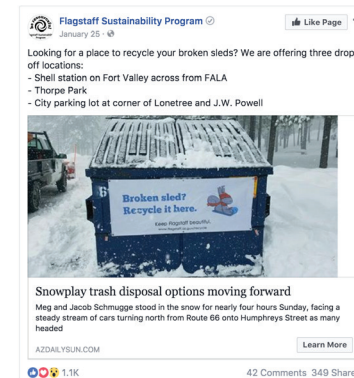 Flagstaff Sustainability Program
Like Page
January 25 ·
Looking for a place to recycle your broken sleds? We are offering three drop
off locations:
- Shell station on Fort Valley across from FALA
- Thorpe Park
- City parking lot at corner of Lonetree and J.W. Powell
Broken sled?
Recycle it here.
Keep Flagstaff beautiful.
Snowplay trash disposal options moving forward
Meg and Jacob Schmugge stood in the snow for nearly four hours Sunday, facing a
steady stream of cars turning north from Route 66 onto Humphreys Street as many
headed
Learn More
AZDAILYSUN.COM
1.1K
42 Comments 349 Share